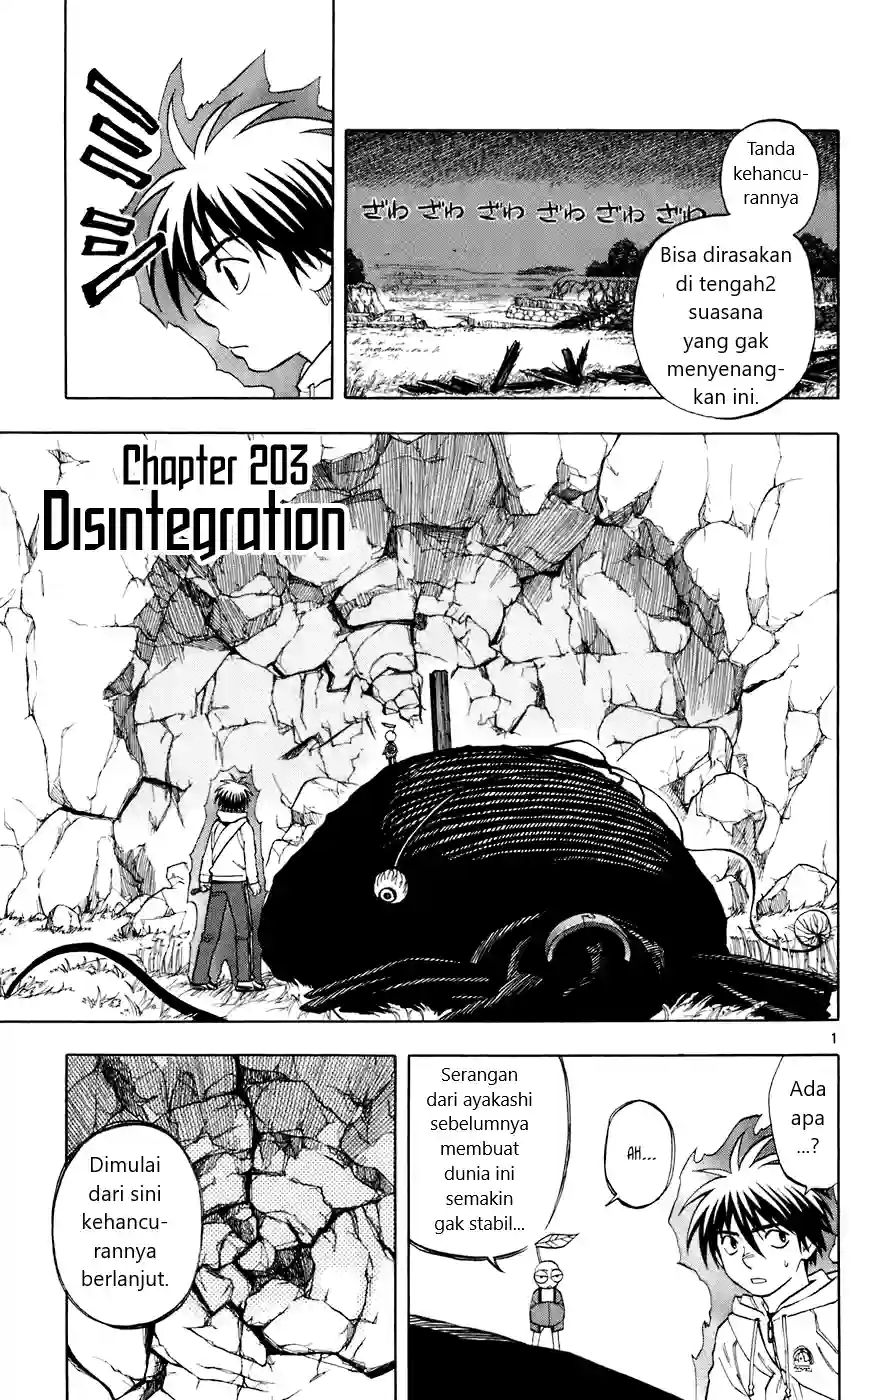 Tanda
kehancu-
rannya
Bisa dirasakan
di tengah2
suasana
yang gak
menyenang-
kan ini.
ざわ ざわ ざわ ざわ ざわ ざわ
Chapter 203
Disintegration
1
Ada
apa
...?
AH...
Serangan
dari ayakashi
sebelumnya
membuat
dunia ini
semakin
gak stabil...
Dimulai
dari sini
kehancu-
rannya
berlanjut.